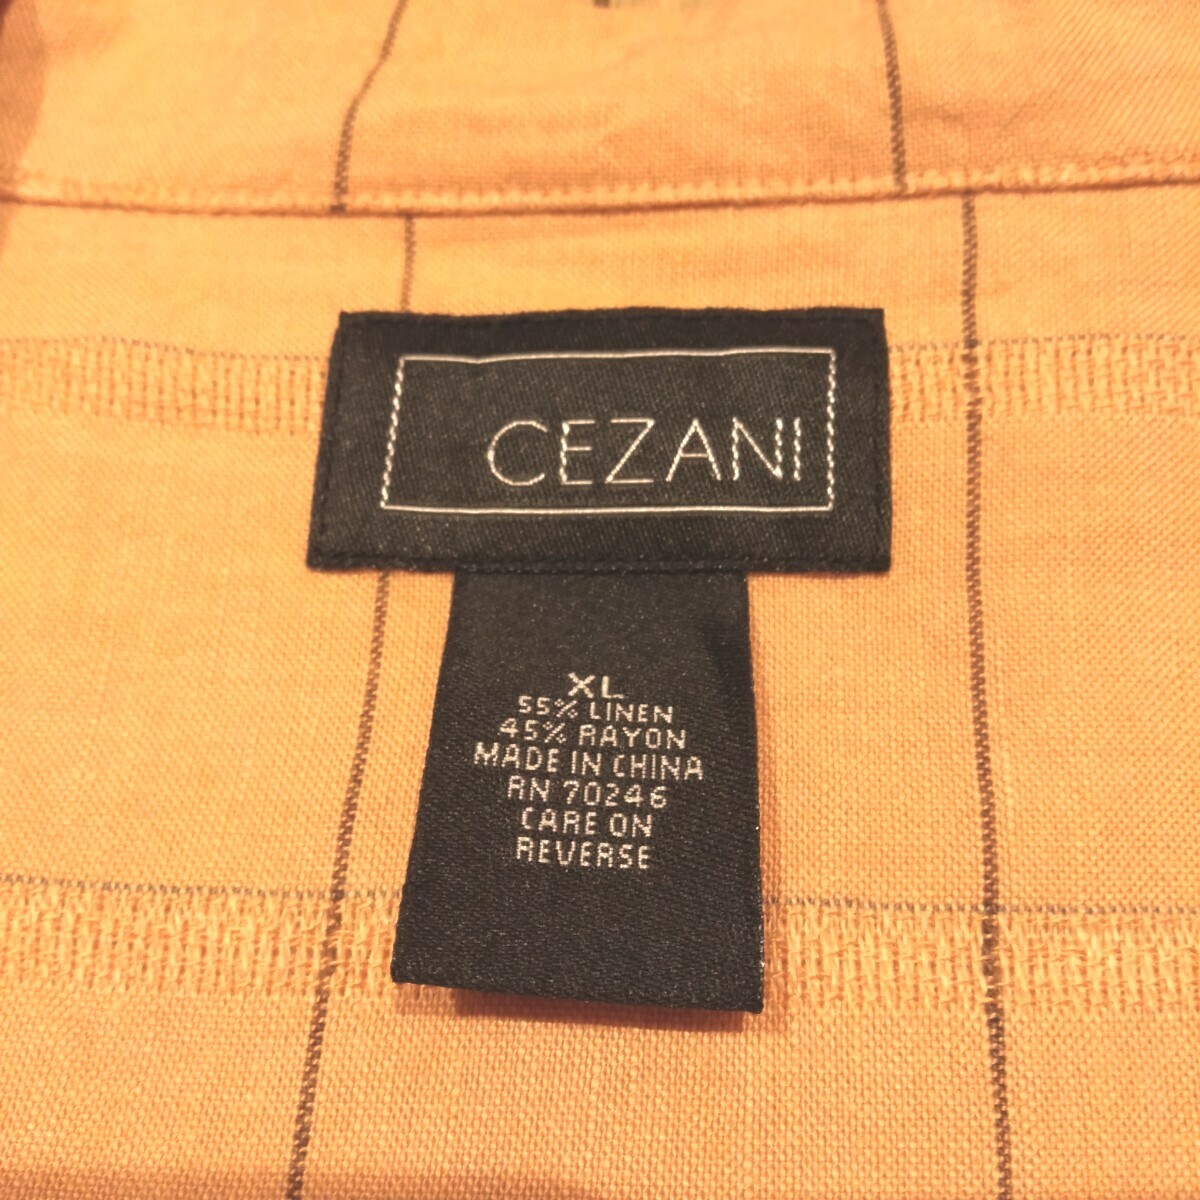 CEZANI
XL
55% LINEN
45% RAYON
MADE IN CHINA
RN 70246
CARE ON
REVERSE